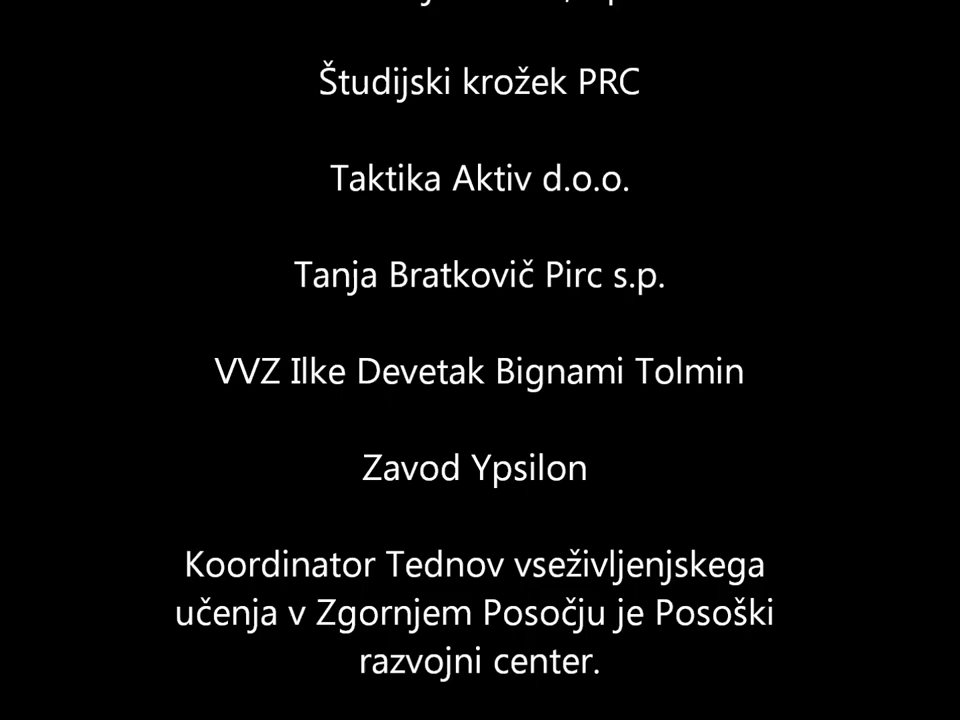 Študijski krožek PRC
Taktika Aktiv d.o.o.
Tanja Bratkovič Pirc s.p.
VVZ Ilke Devetak Bignami Tolmin
Zavod Ypsilon
Koordinator Tednov vseživljenjskega
učenja v Zgornjem Posočju je Posoški
razvojni center.